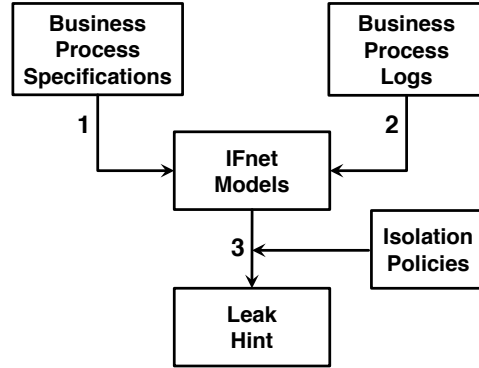 Business
Process
Specifications
Business
Process
Logs
1
2
IFnet
Models
3
Isolation
Policies
Leak
Hint